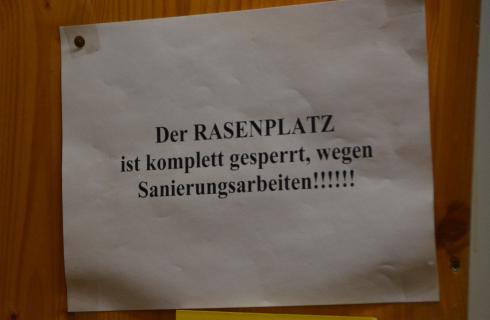 Der RASENPLATZ
ist komplett gesperrt, wegen
Sanierungsarbeiten!!!!!!